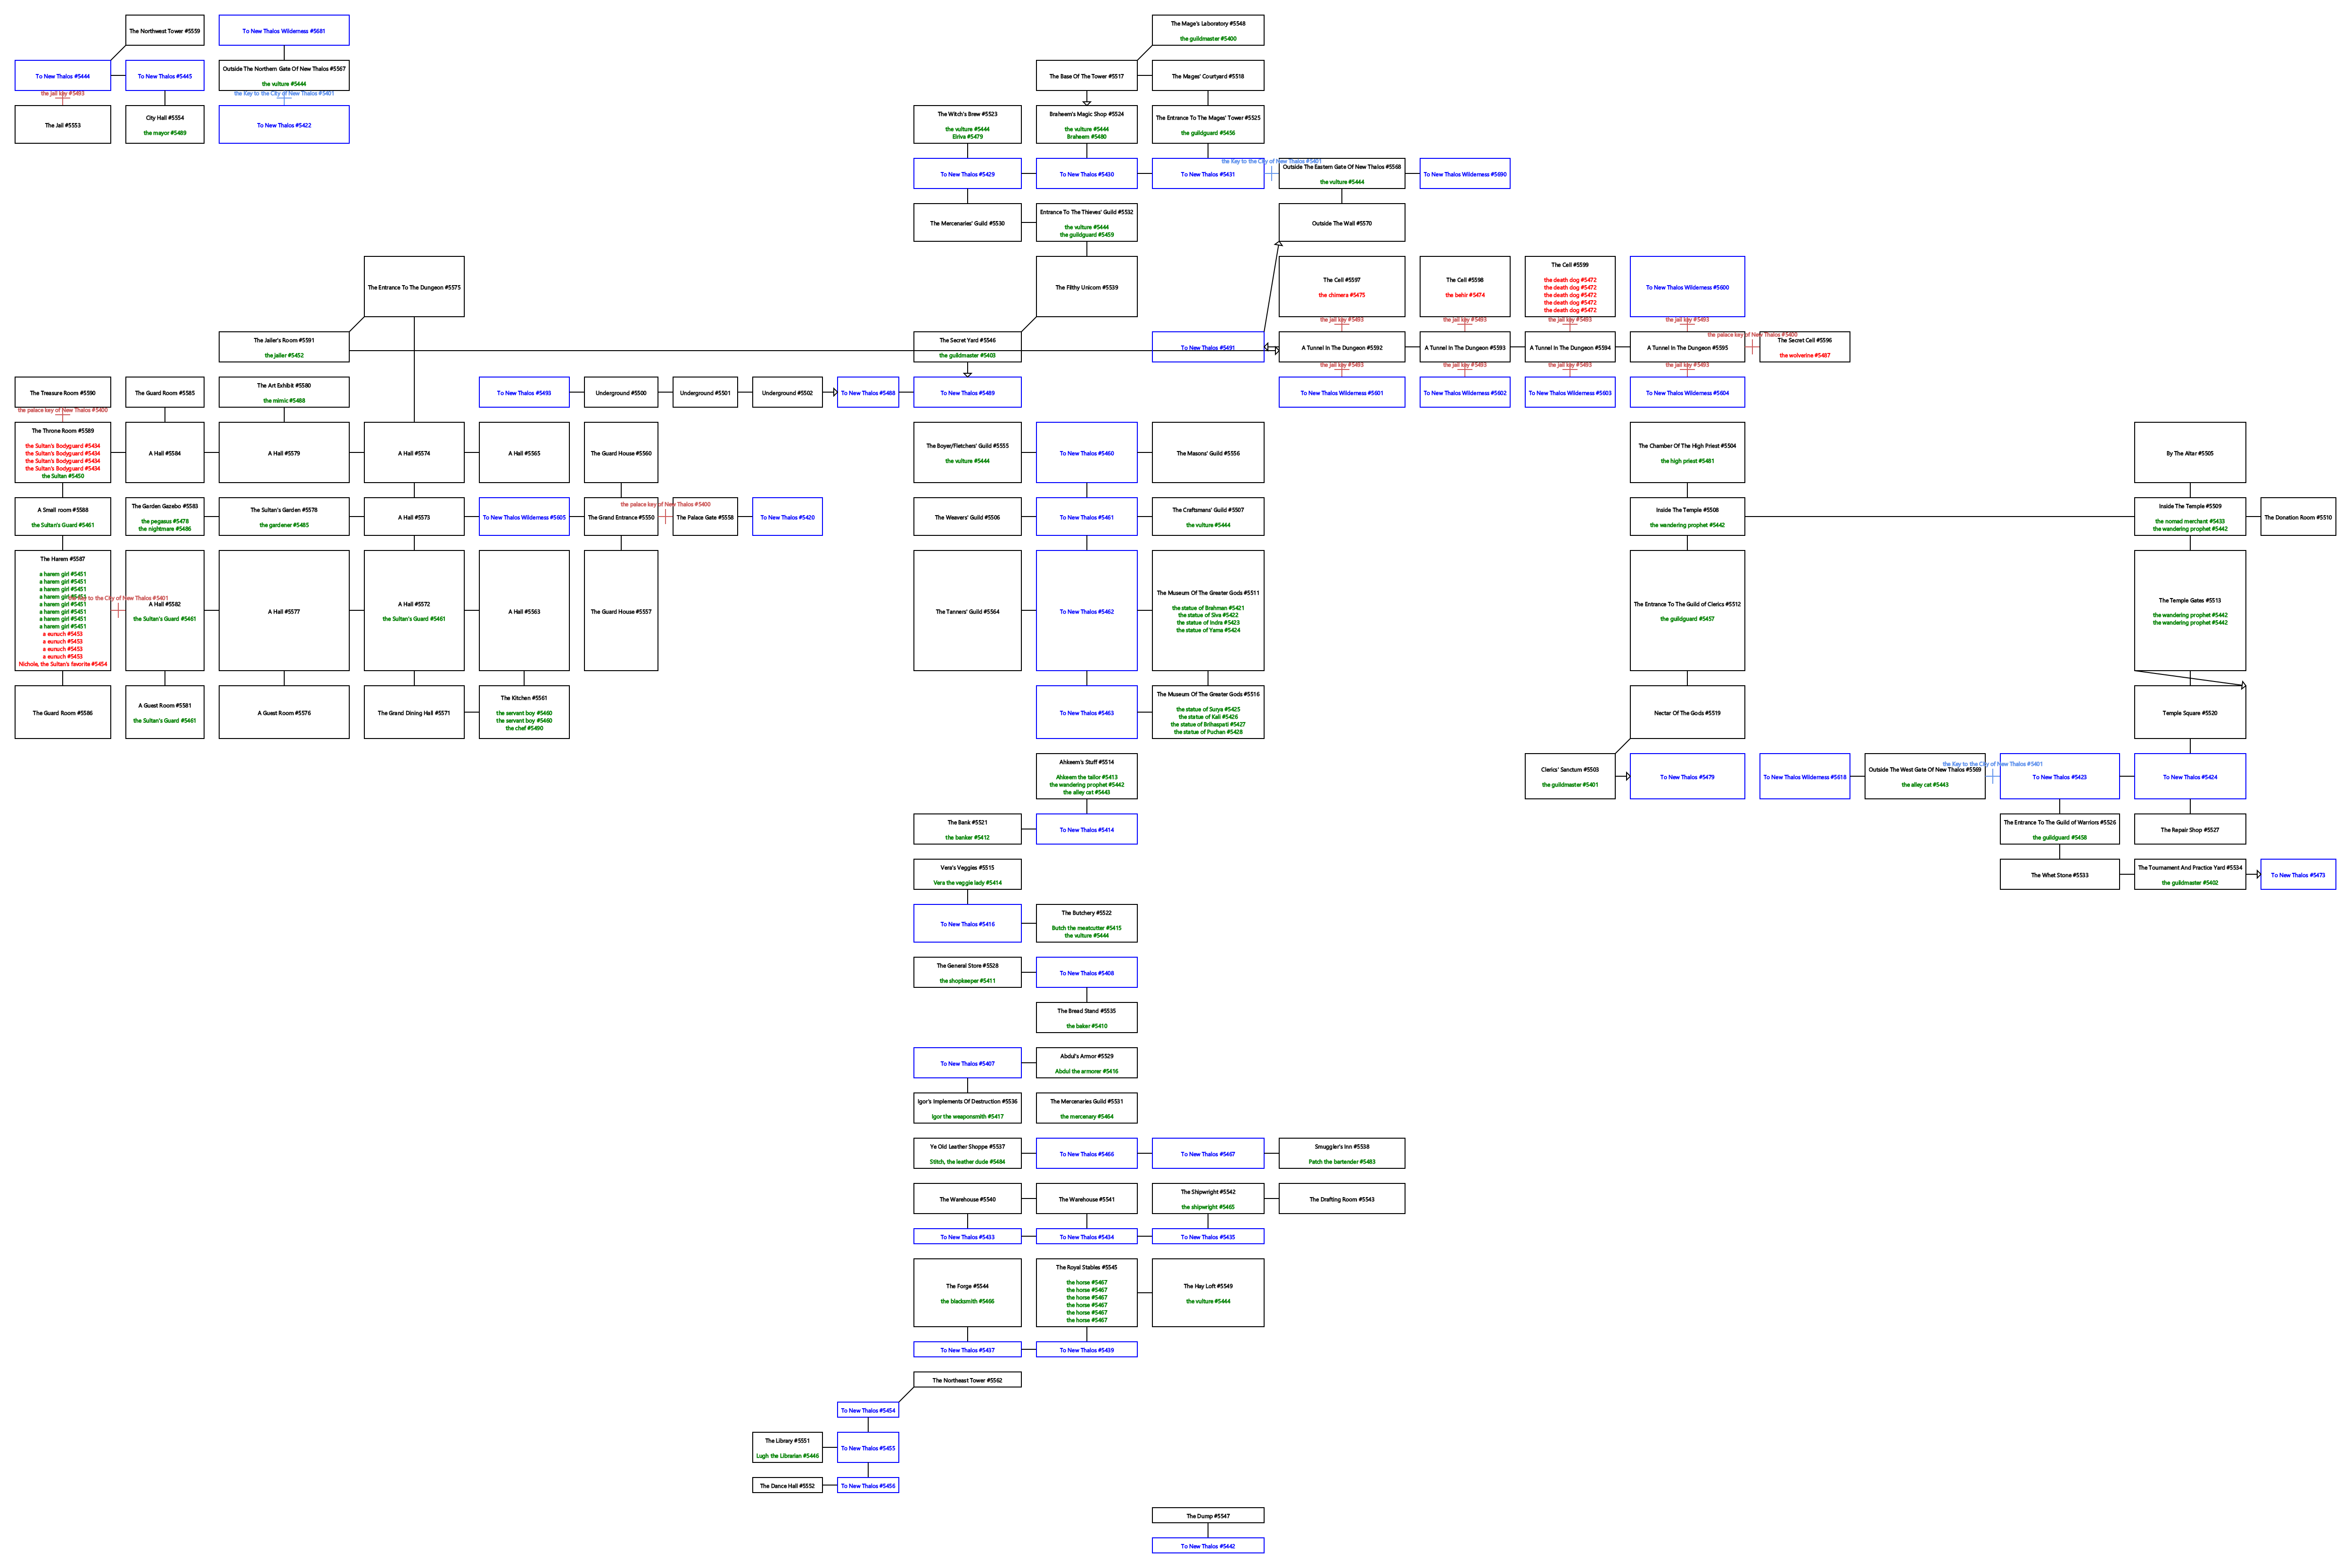 The Mage's Laboratory #5548
the guildmaster #5400
The Northwest Tower #5559
To New Thalos Wilderness #5681
To New Thalos #5444
To New Thalos #5445
Outside The Northern Gate Of New Thalos #5567
the vulture #5444
The Base Of The Tower #5517
The Mages' Courtyard #5518
the jail key #5493
the Key to the City of New Thalos #5401
The Jail #5553
City Hall #5554
the mayor #5489
To New Thalos #5422
The Witch's Brew #5523
the vulture #5444
Elriva #5479
Braheem's Magic Shop #5524
the vulture #5444
Braheem #5480
The Entrance To The Mages' Tower #5525
the guildguard #5456
To New Thalos #5429
To New Thalos #5430
To New Thalos #5431
the Key to the City of New Thalos #5401
Outside The Eastern Gate Of New Thalos #5568
the vulture #5444
To New Thalos Wilderness #5690
The Mercenaries' Guild #5530
Entrance To The Thieves' Guild #5532
the vulture #5444
the guildguard #5459
Outside The Wall #5570
The Entrance To The Dungeon #5575
The Filthy Unicorn #5539
The Cell #5597
the chimera #5475
The Cell #5598
the behir #5474
The Cell #5599
the death dog #5472
the death dog #5472
the death dog #5472
the death dog #5472
the death dog #5472
To New Thalos Wilderness #5600
the jail key #5493
the jail key #5493
the jail key #5493
the jail key #5493
The Jailer's Room #5591
the jailer #5452
The Secret Yard #5546
the guildmaster #5403
To New Thalos #5491
A Tunnel In The Dungeon #5592
A Tunnel In The Dungeon #5593
A Tunnel In The Dungeon #5594
A Tunnel In The Dungeon #5595
the palace key of New Thalos #5400
The Secret Cell #5596
the wolverine #5487
the jail key #5493
the jail key #5493
the jail key #5493
the jail key #5493
The Treasure Room #5590
The Guard Room #5585
The Art Exhibit #5580
the mimic #5488
To New Thalos #5493
Underground #5500
Underground #5501
Underground #5502
To New Thalos #5488
To New Thalos #5489
To New Thalos Wilderness #5601
To New Thalos Wilderness #5602
To New Thalos Wilderness #5603
To New Thalos Wilderness #5604
the palace key of New Thalos #5400
The Throne Room #5589
the Sultan's Bodyguard #5434
the Sultan's Bodyguard #5434
the Sultan's Bodyguard #5434
the Sultan's Bodyguard #5434
the Sultan #5450
A Hall #5584
A Hall #5579
A Hall #5574
A Hall #5565
The Guard House #5560
The Boyer/Fletchers' Guild #5555
the vulture #5444
To New Thalos #5460
The Masons' Guild #5556
The Chamber Of The High Priest #5504
the high priest #5481
By The Altar #5505
A Small room #5588
the Sultan's Guard #5461
The Garden Gazebo #5583
the pegasus #5478
the nightmare #5486
The Sultan's Garden #5578
the gardener #5485
A Hall #5573
To New Thalos Wilderness #5605
The Grand Entrance #5550
the palace key of New Thalos #5400
The Palace Gate #5558
To New Thalos #5420
The Weavers' Guild #5506
To New Thalos #5461
The Craftsmans' Guild #5507
the vulture #5444
Inside The Temple #5508
the wandering prophet #5442
Inside The Temple #5509
the nomad merchant #5433
the wandering prophet #5442
The Donation Room #5510
The Harem #5587
a harem girl #5451
a harem girl #5451
a harem girl #5451
a harem girl #5451
a harem girl #5451
a harem girl #5451
a harem girl #5451
a harem girl #5451
a eunuch #5453
a eunuch #5453
a eunuch #5453
a eunuch #5453
Nichole, the Sultan's favorite #5454
the Key to the City of New Thalos #5401
A Hall #5582
the Sultan's Guard #5461
A Hall #5577
A Hall #5572
the Sultan's Guard #5461
A Hall #5563
The Guard House #5557
The Tanners' Guild #5564
To New Thalos #5462
The Museum Of The Greater Gods #5511
the statue of Brahman #5421
the statue of Siva #5422
the statue of Indra #5423
the statue of Yama #5424
The Entrance To The Guild of Clerics #5512
the guildguard #5457
The Temple Gates #5513
the wandering prophet #5442
the wandering prophet #5442
The Guard Room #5586
A Guest Room #5581
the Sultan's Guard #5461
A Guest Room #5576
The Grand Dining Hall #5571
The Kitchen #5561
the servant boy #5460
the servant boy #5460
the chef #5490
To New Thalos #5463
The Museum Of The Greater Gods #5516
the statue of Surya #5425
the statue of Kali #5426
the statue of Brihaspati #5427
the statue of Puchan #5428
Nectar Of The Gods #5519
Temple Square #5520
Ahkeem's Stuff #5514
Ahkeem the tailor #5413
the wandering prophet #5442
the alley cat #5443
Clerics' Sanctum #5503
the guildmaster #5401
To New Thalos #5479
To New Thalos Wilderness #5618
Outside The West Gate Of New Thalos #5569
the alley cat #5443
the Key to the City of New Thalos #5401
To New Thalos #5423
To New Thalos #5424
The Bank #5521
the banker #5412
To New Thalos #5414
The Entrance To The Guild of Warriors #5526
the guildguard #5458
The Repair Shop #5527
Vera's Veggies #5515
Vera the veggie lady #5414
The Whet Stone #5533
The Tournament And Practice Yard #5534
the guildmaster #5402
To New Thalos #5473
To New Thalos #5416
The Butchery #5522
Butch the meatcutter #5415
the vulture #5444
The General Store #5528
the shopkeeper #5411
To New Thalos #5408
The Bread Stand #5535
the baker #5410
To New Thalos #5407
Abdul's Armor #5529
Abdul the armorer #5416
Igor's Implements Of Destruction #5536
Igor the weaponsmith #5417
The Mercenaries Guild #5531
the mercenary #5464
Ye Old Leather Shoppe #5537
Stitch, the leather dude #5484
To New Thalos #5466
To New Thalos #5467
Smuggler's Inn #5538
Patch the bartender #5483
The Warehouse #5540
The Warehouse #5541
The Shipwright #5542
the shipwright #5465
The Drafting Room #5543
To New Thalos #5433
To New Thalos #5434
To New Thalos #5435
The Forge #5544
the blacksmith #5466
The Royal Stables #5545
the horse #5467
the horse #5467
the horse #5467
the horse #5467
the horse #5467
the horse #5467
The Hay Loft #5549
the vulture #5444
To New Thalos #5437
To New Thalos #5439
The Northeast Tower #5562
To New Thalos #5454
The Library #5551
Lugh the Librarian #5446
To New Thalos #5455
The Dance Hall #5552
To New Thalos #5456
The Dump #5547
To New Thalos #5442